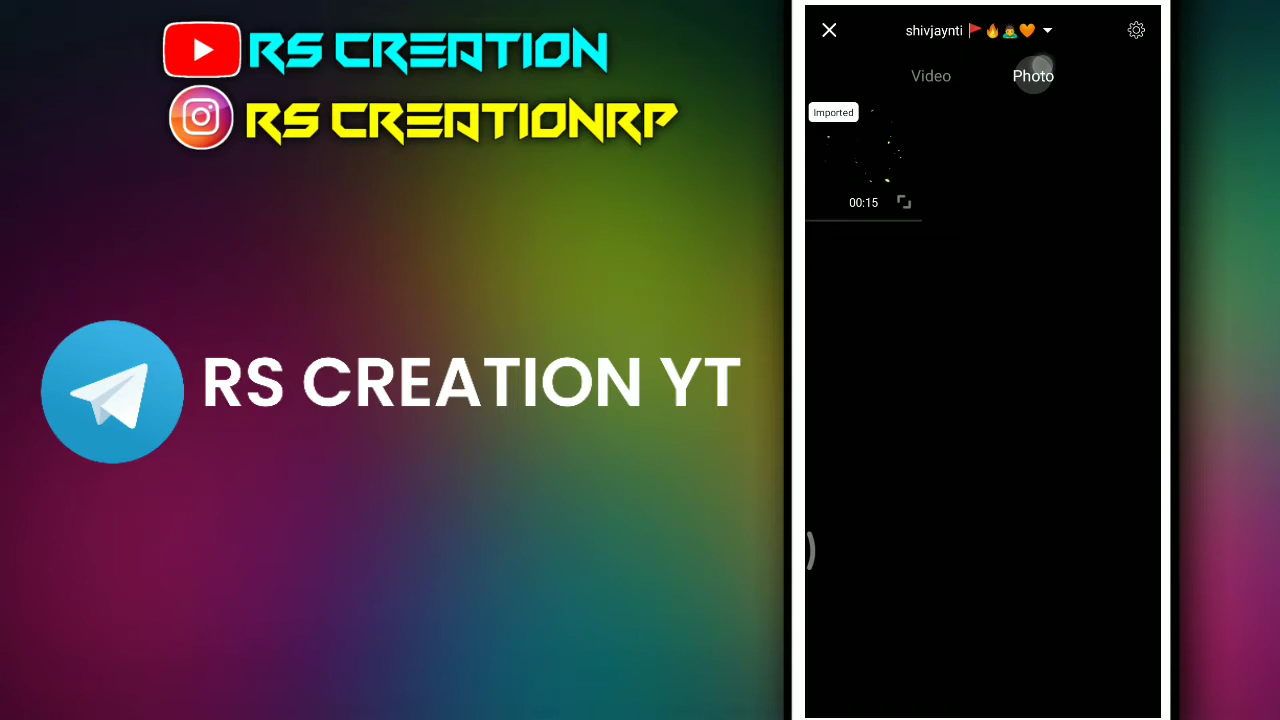 RS CREATION
RS CREATIONRP
RS CREATION YT
shivjaynti 🚩🔥🙇‍♂️🧡
Video
Photo
Imported
00:15